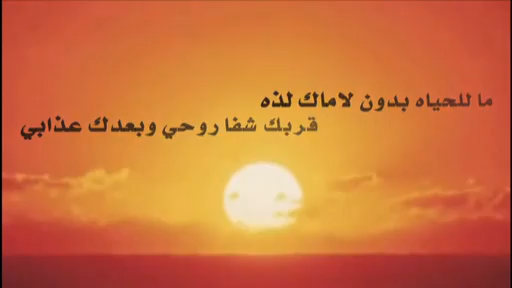 ما للحياه بدون لاماك لذه
قربك شفا روحي وبعدك عذابي